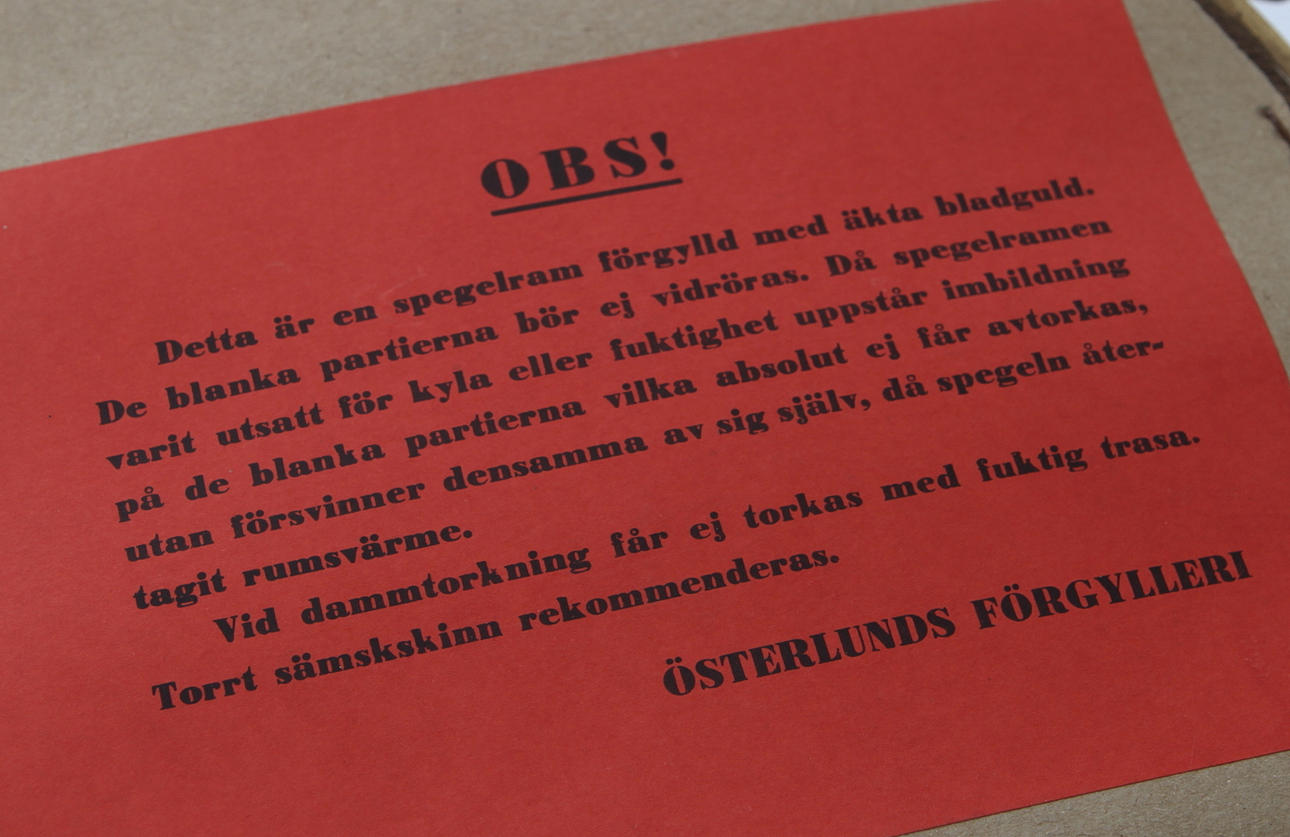 OBS!
Detta är en spegelram förgylld med äkta bladguld.
De blanka partierna bör ej vidröras. Då spegelramen
varit utsatt för kyla eller fuktighet uppstår imbildning
på de blanka partierna vilka absolut ej får avtorkas,
utan försvinner densamma av sig själv, då spegeln åter-
tagit rumsvärme.
Vid dammtorkning får ej torkas med fuktig trasa.
Torrt sämskskinn rekommenderas.
ÖSTERLUNDS FÖRGYLLERI